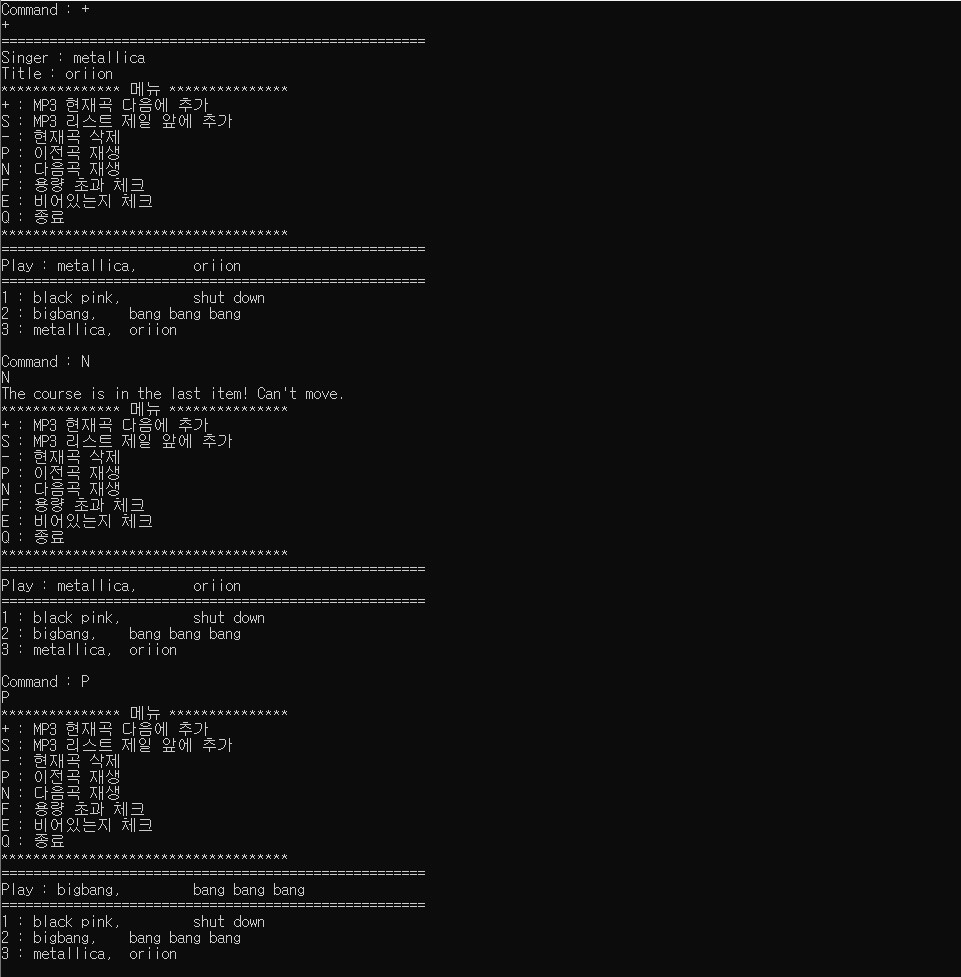 Command : +
+
=====================================================
Singer : metallica
Title : oriion
*************** 메뉴 ***************
+ : MP3 현재곡 다음에 추가
S : MP3 리스트 제일 앞에 추가
- : 현재곡 삭제
P : 이전곡 재생
N : 다음곡 재생
F : 용량 초과 체크
E : 비어있는지 체크
Q : 종료
************************************
=====================================================
Play : metallica,       oriion
=====================================================
1 : black pink,         shut down
2 : bigbang,    bang bang bang
3 : metallica,  oriion
Command : N
N
The course is in the last item! Can't move.
*************** 메뉴 ***************
+ : MP3 현재곡 다음에 추가
S : MP3 리스트 제일 앞에 추가
- : 현재곡 삭제
P : 이전곡 재생
N : 다음곡 재생
F : 용량 초과 체크
E : 비어있는지 체크
Q : 종료
************************************
=====================================================
Play : metallica,       oriion
=====================================================
1 : black pink,         shut down
2 : bigbang,    bang bang bang
3 : metallica,  oriion
Command : P
P
*************** 메뉴 ***************
+ : MP3 현재곡 다음에 추가
S : MP3 리스트 제일 앞에 추가
- : 현재곡 삭제
P : 이전곡 재생
N : 다음곡 재생
F : 용량 초과 체크
E : 비어있는지 체크
Q : 종료
************************************
=====================================================
Play : bigbang,         bang bang bang
=====================================================
1 : black pink,         shut down
2 : bigbang,    bang bang bang
3 : metallica,  oriion